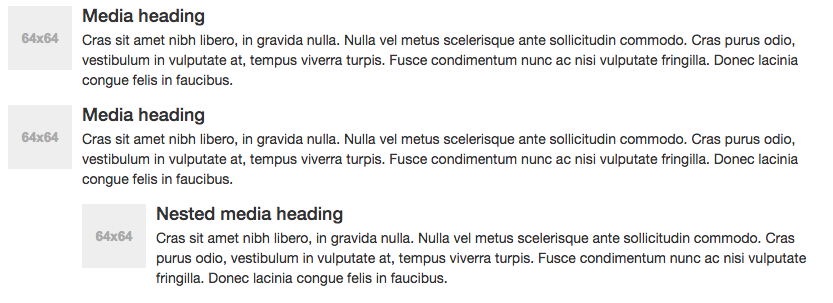 64x64
Media heading
Cras sit amet nibh libero, in gravida nulla. Nulla vel metus scelerisque ante sollicitudin commodo. Cras purus odio,
vestibulum in vulputate at, tempus viverra turpis. Fusce condimentum nunc ac nisi vulputate fringilla. Donec lacinia
congue felis in faucibus.
64x64
Media heading
Cras sit amet nibh libero, in gravida nulla. Nulla vel metus scelerisque ante sollicitudin commodo. Cras purus odio,
vestibulum in vulputate at, tempus viverra turpis. Fusce condimentum nunc ac nisi vulputate fringilla. Donec lacinia
congue felis in faucibus.
64x64
Nested media heading
Cras sit amet nibh libero, in gravida nulla. Nulla vel metus scelerisque ante sollicitudin commodo. Cras
purus odio, vestibulum in vulputate at, tempus viverra turpis. Fusce condimentum nunc ac nisi vulputate
fringilla. Donec lacinia congue felis in faucibus.